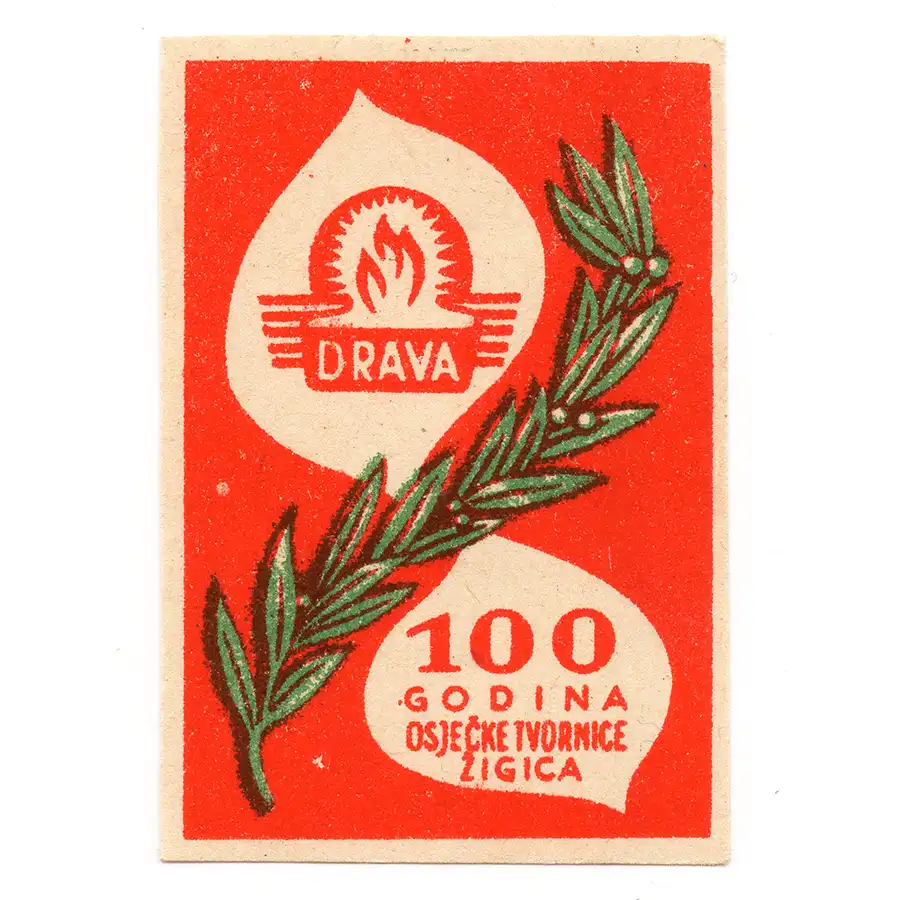 DRAVA
100
GODINA
OSJEČKE TVORNICE
ŽIGICA